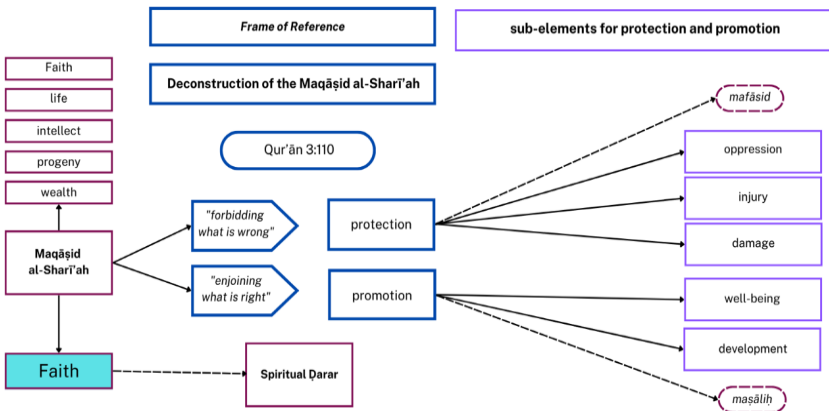 Frame of Reference
sub-elements for protection and promotion
Deconstruction of the Maqāṣid al-Sharī'ah
Qur'ān 3:110
Faith
life
intellect
progeny
wealth
Maqāṣid
al-Sharī'ah
Faith
"forbidding
what is wrong"
"enjoining
what is right"
Spiritual Ḍarar
protection
promotion
mafāsid
oppression
injury
damage
well-being
development
maṣāliḥ